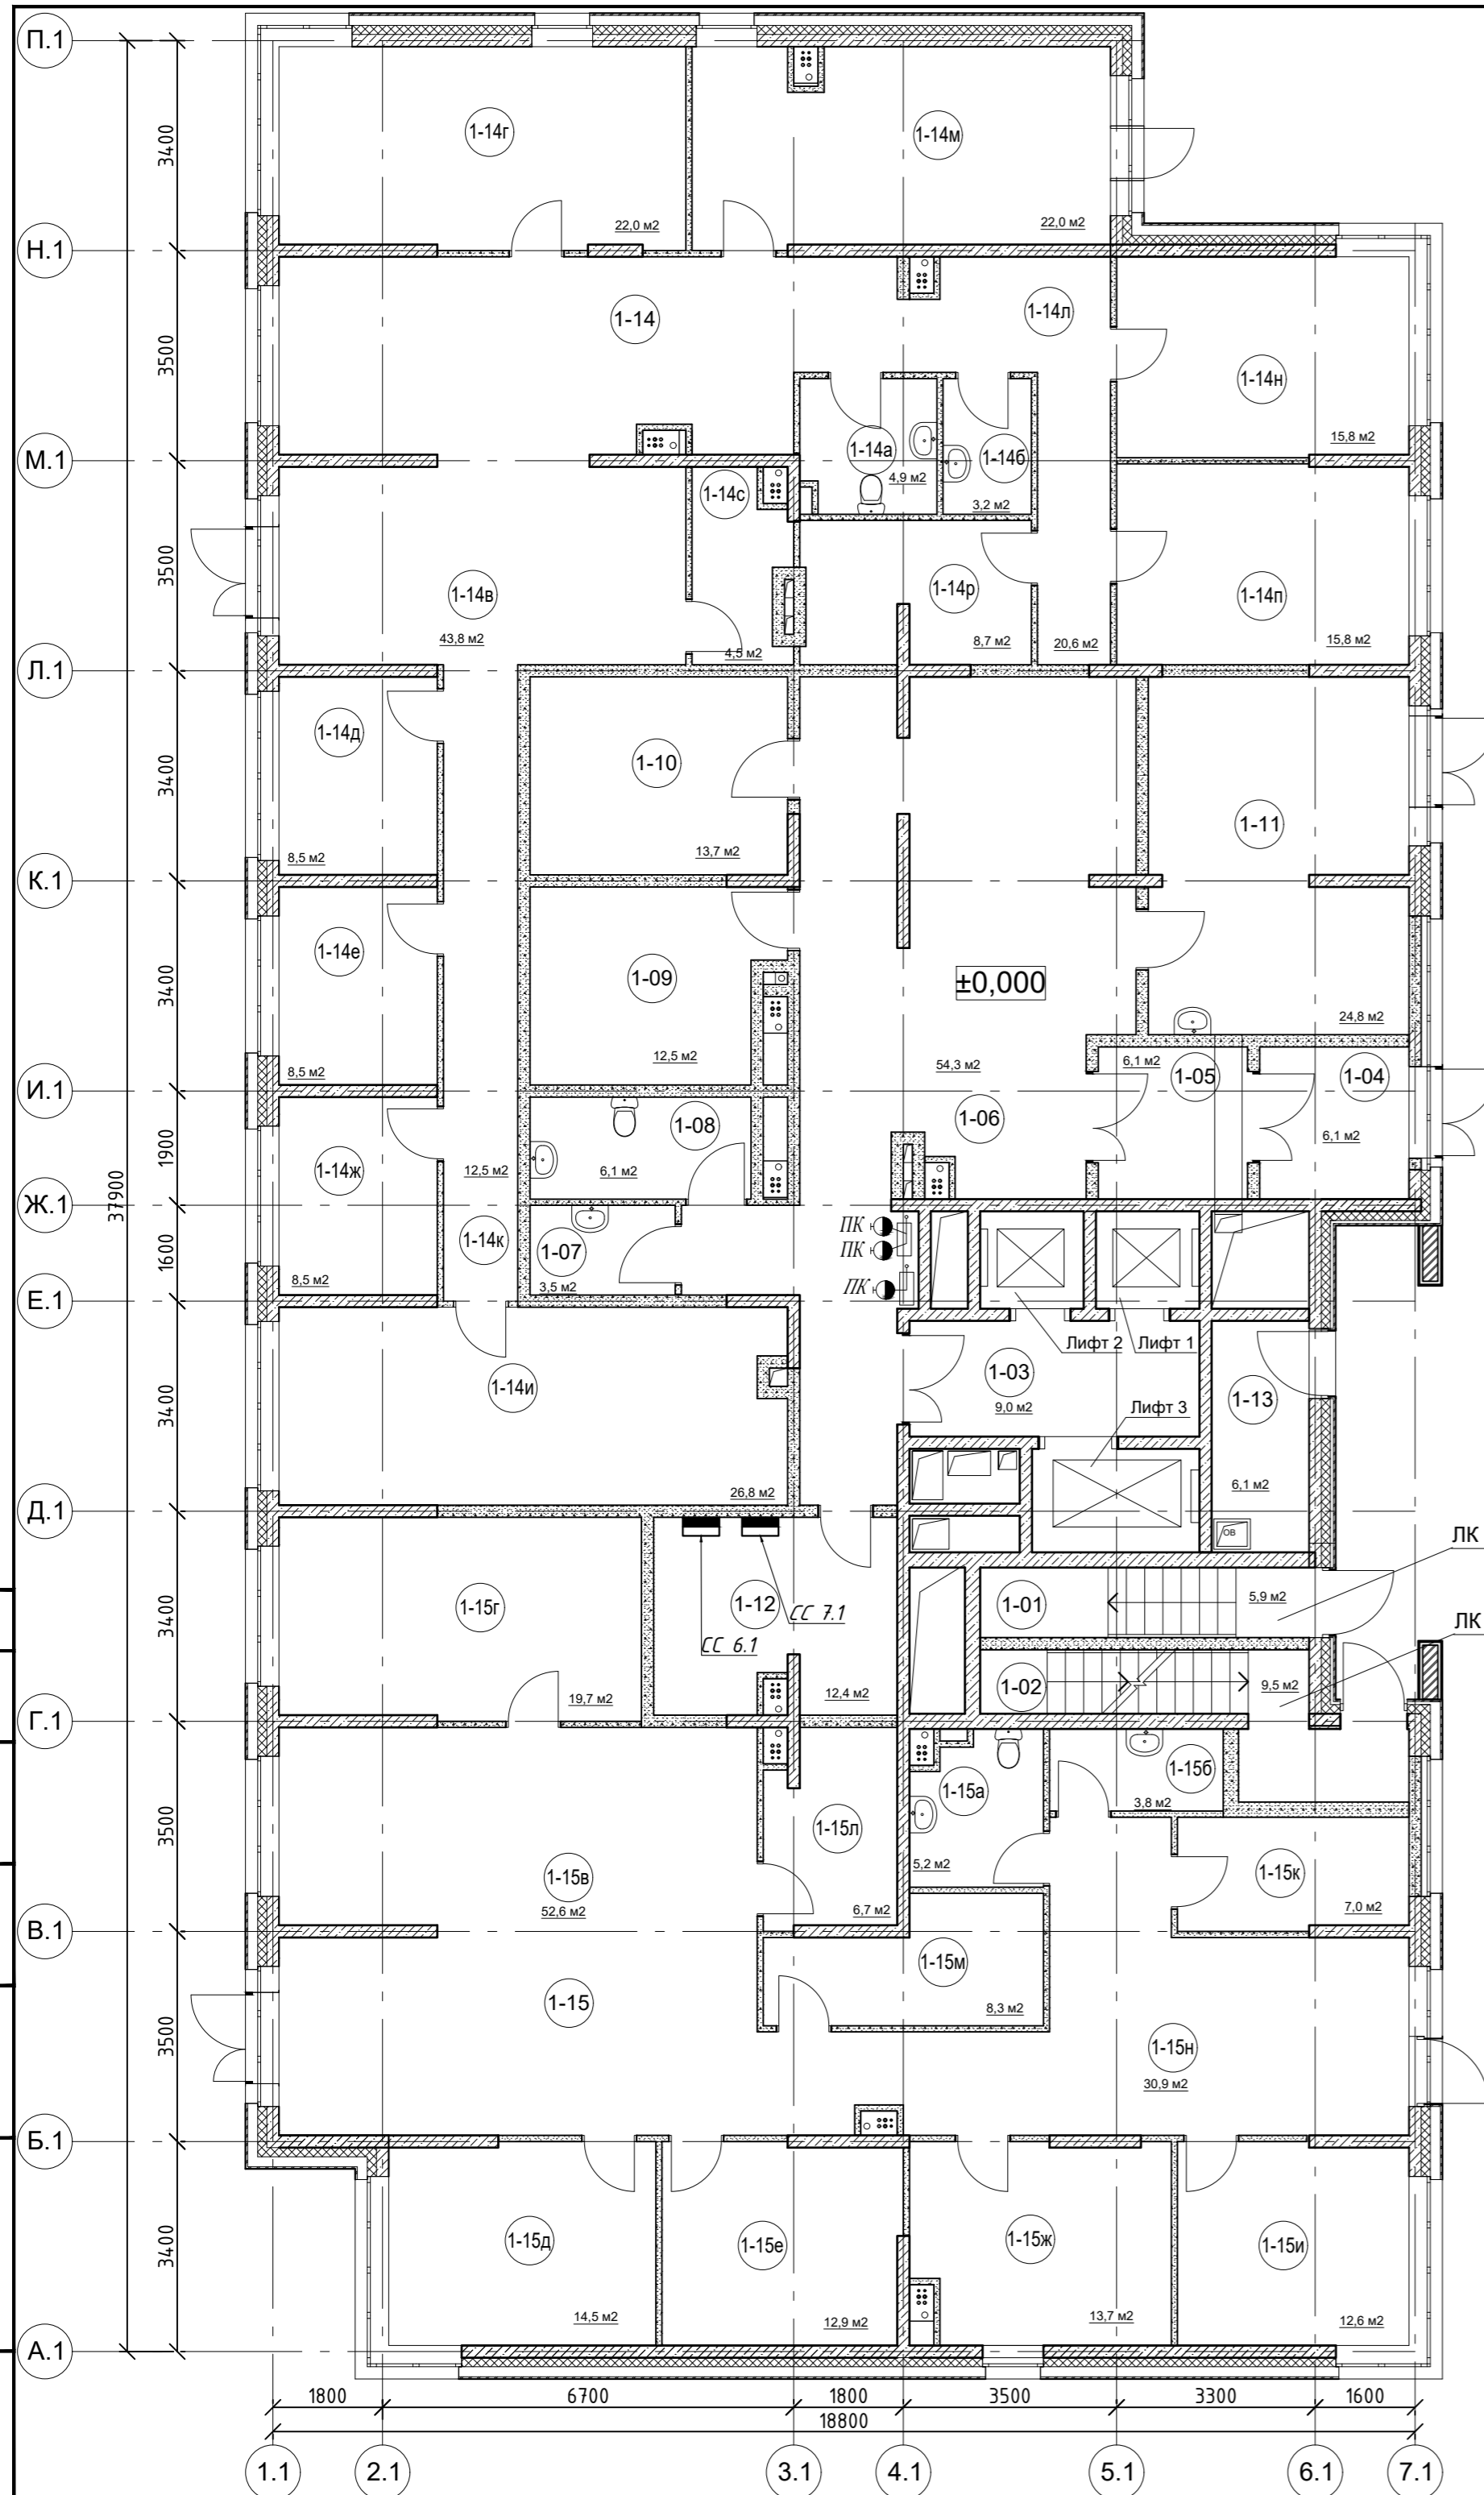 П.1
3400
1-14г
22,0 м2
1-14м
22,0 м2
Н.1
3500
1-14
1-14л
1-14н
15,8 м2
М.1
1-14а
4,9 м2
1-14б
3,2 м2
1-14с
4,5 м2
3500
1-14в
43,8 м2
1-14р
8,7 м2
20,6 м2
1-14п
15,8 м2
Л.1
3400
1-14д
8,5 м2
1-10
13,7 м2
1-11
24,8 м2
К.1
3400
1-14е
8,5 м2
1-09
12,5 м2
±0,000
54,3 м2
6,1 м2
1-05
1-04
6,1 м2
И.1
1900
1-14ж
8,5 м2
12,5 м2
1-08
6,1 м2
1-06
Ж.1
37900
1600
1-14к
1-07
3,5 м2
ПК
ПК
ПК
Е.1
Лифт 2
Лифт 1
3400
1-14и
26,8 м2
1-03
9,0 м2
Лифт 3
1-13
6,1 м2
Д.1
ОВ
ЛК
3400
1-15г
19,7 м2
1-12
СС 7.1
СС 6.1
12,4 м2
1-01
5,9 м2
ЛК
1-02
9,5 м2
Г.1
3500
1-15в
52,6 м2
1-15л
6,7 м2
1-15а
5,2 м2
1-15б
3,8 м2
1-15к
7,0 м2
В.1
3500
1-15
1-15м
8,3 м2
1-15н
30,9 м2
Б.1
3400
1-15д
14,5 м2
1-15е
12,9 м2
1-15ж
13,7 м2
1-15и
12,6 м2
А.1
1800
6700
1800
3500
3300
1600
18800
1.1
2.1
3.1
4.1
5.1
6.1
7.1